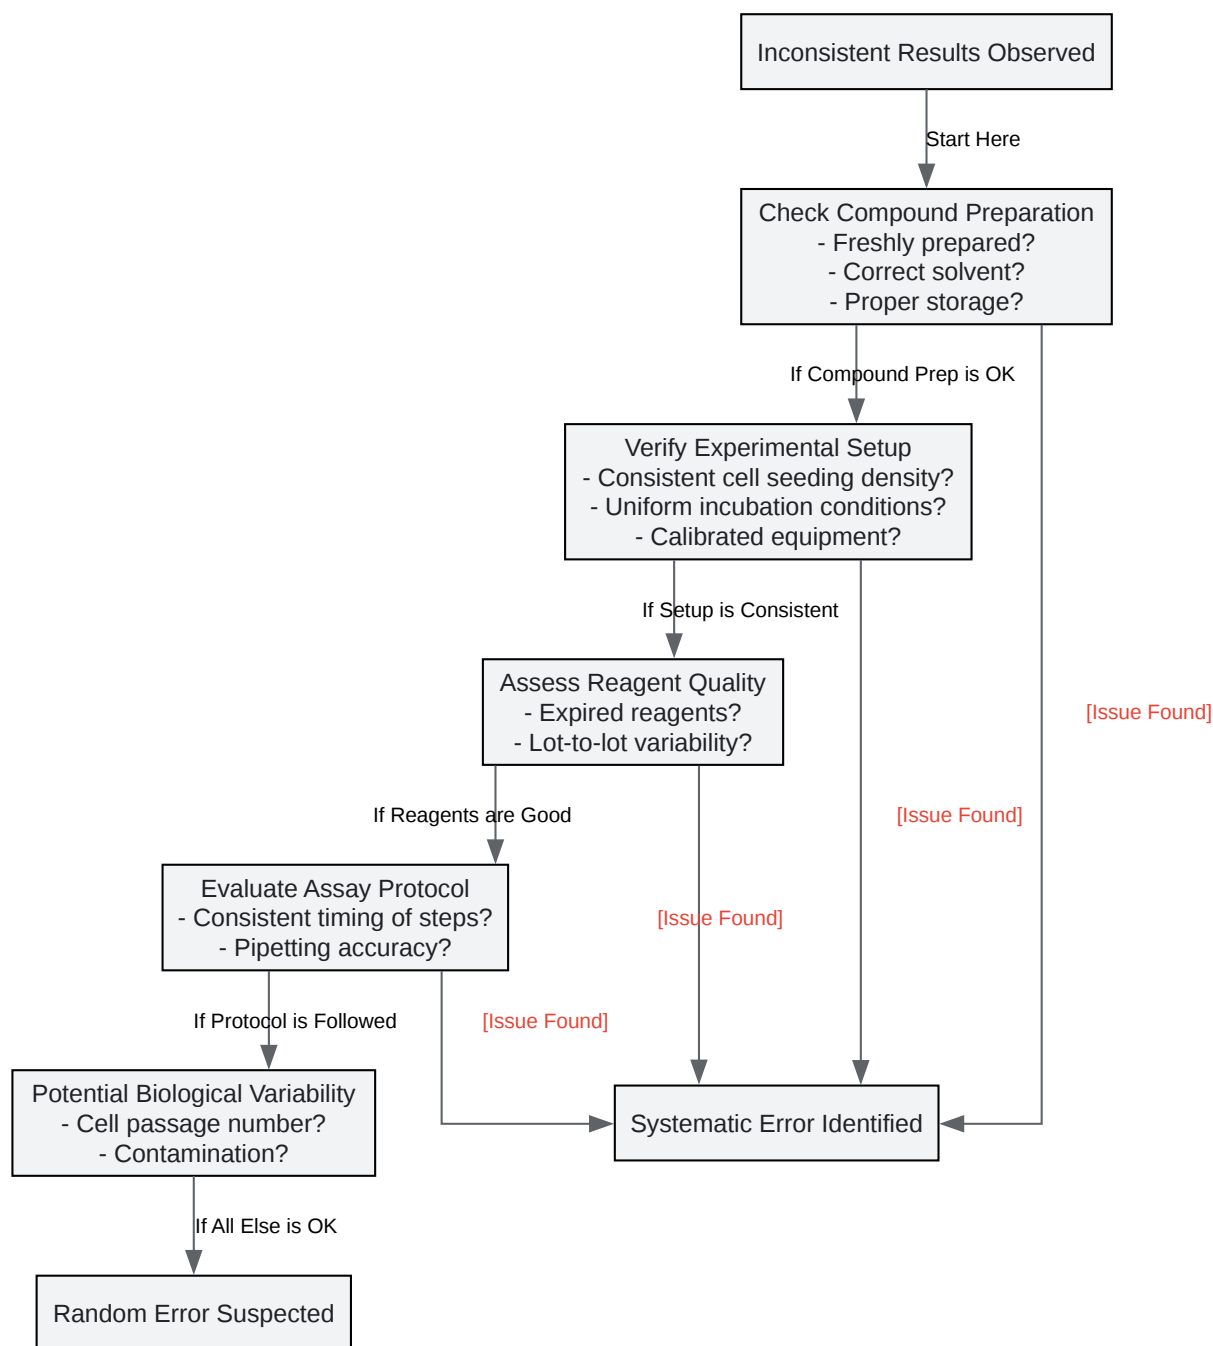 Inconsistent Results Observed
Start Here
Check Compound Preparation
- Freshly prepared?
- Correct solvent?
- Proper storage?
If Compound Prep is OK
Verify Experimental Setup
- Consistent cell seeding density?
- Uniform incubation conditions?
- Calibrated equipment?
If Setup is Consistent
Assess Reagent Quality
- Expired reagents?
- Lot-to-lot variability?
[Issue Found]
If Reagents are Good
[Issue Found]
Evaluate Assay Protocol
- Consistent timing of steps?
- Pipetting accuracy?
[Issue Found]
If Protocol is Followed
[Issue Found]
Potential Biological Variability
- Cell passage number?
- Contamination?
Systematic Error Identified
If All Else is OK
Random Error Suspected